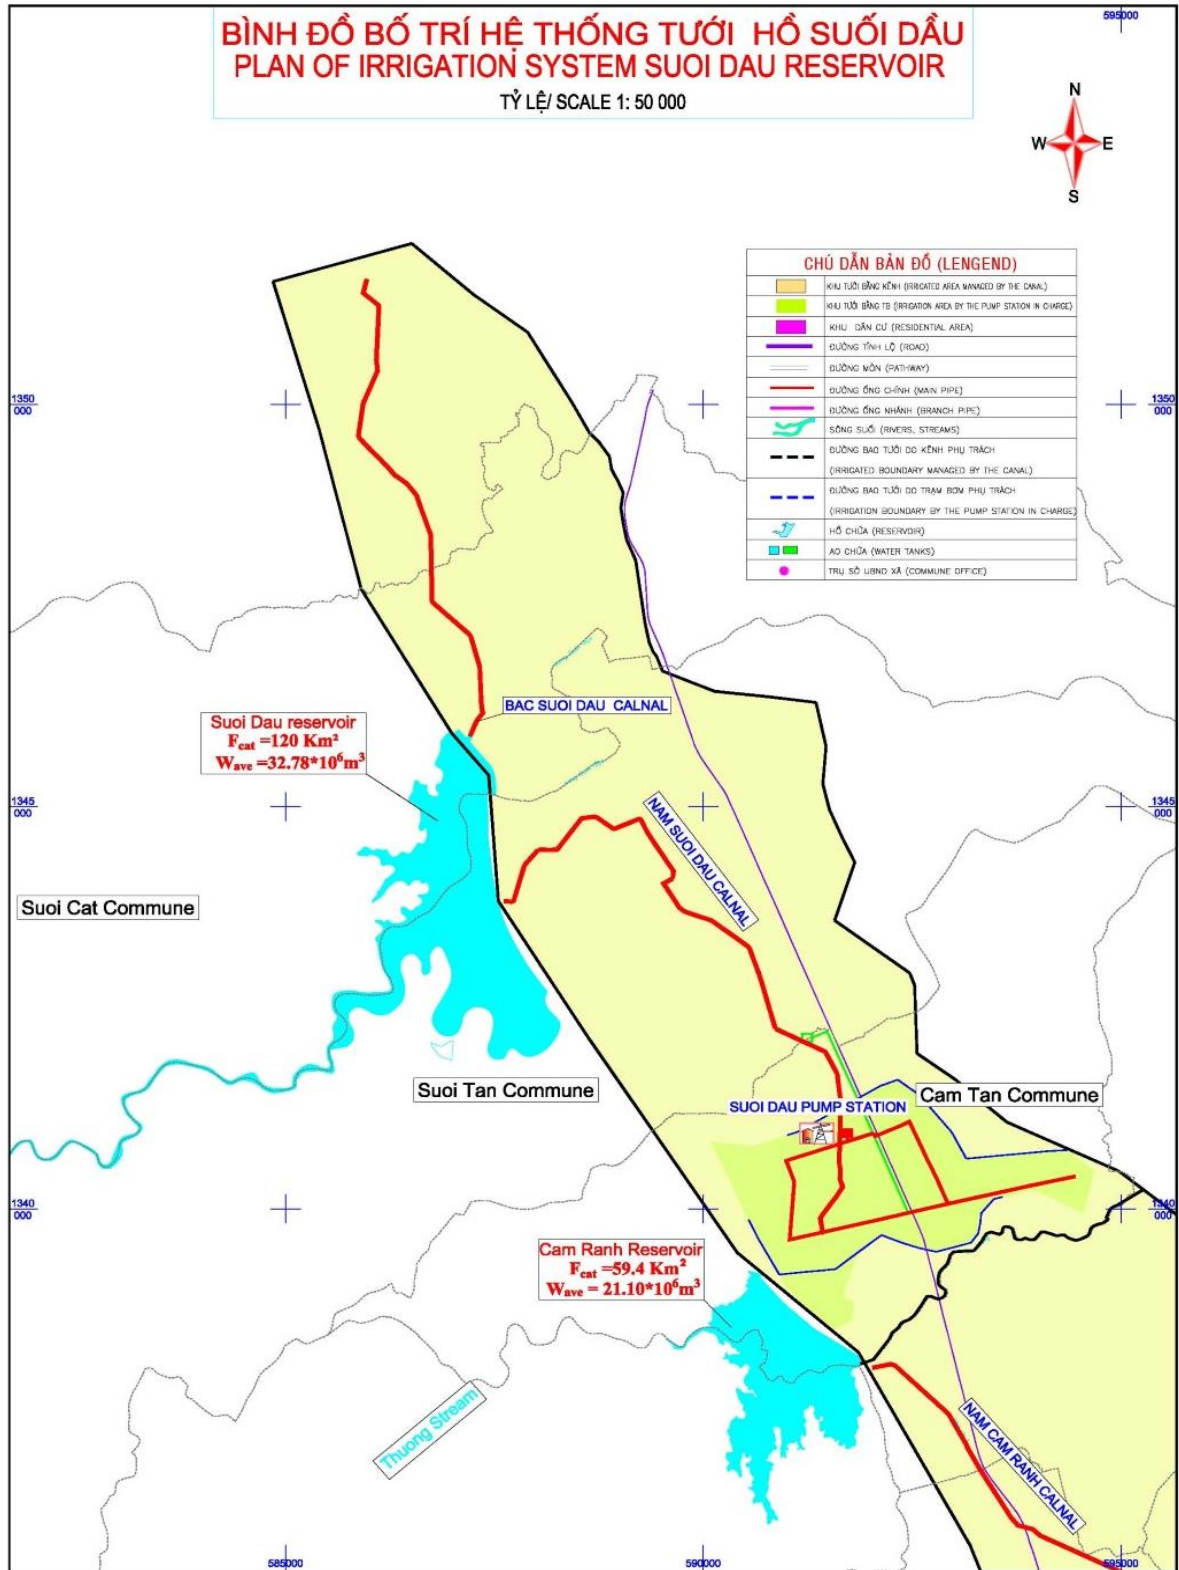 595000
BÌNH ĐỒ BỐ TRÍ HỆ THỐNG TƯỚI HỒ SUỐI DẦU
PLAN OF IRRIGATION SYSTEM SUOI DAU RESERVOIR
TỶ LỆ/ SCALE 1: 50 000
N
W E
S
CHÚ DẪN BẢN ĐỒ (LENGEND)
KHU TƯỚI BẰNG KÊNH (IRRIGATED AREA MANAGED BY THE CANAL)
KHU TƯỚI BẰNG TB (IRRIGATION AREA BY THE PUMP STATION IN CHARGE)
KHU DÂN CƯ (RESIDENTIAL AREA)
ĐƯỜNG TỈNH LỘ (ROAD)
ĐƯỜNG MÒN (PATHWAY)
ĐƯỜNG ỐNG CHÍNH (MAIN PIPE)
ĐƯỜNG ỐNG NHÁNH (BRANCH PIPE)
SÔNG SUỐI (RIVERS, STREAMS)
ĐƯỜNG BAO TƯỚI DO KÊNH PHỤ TRÁCH
(IRRIGATED BOUNDARY MANAGED BY THE CANAL)
ĐƯỜNG BAO TƯỚI DO TRẠM BƠM PHỤ TRÁCH
(IRRIGATION BOUNDARY BY THE PUMP STATION IN CHARGE)
HỒ CHỨA (RESERVOIR)
AO CHỨA (WATER TANKS)
TRỤ SỞ UBND XÃ (COMMUNE OFFICE)
1350
000
1350
000
BAC SUOI DAU CALNAL
Suoi Dau reservoir
Fcat =120 Km²
Wave =32.78*10⁶m³
1345
000
1345
000
NAM SUOI DAU CALNAL
Suoi Cat Commune
Suoi Tan Commune
Cam Tan Commune
SUOI DAU PUMP STATION
1340
000
1340
000
Cam Ranh Reservoir
Fcat =59.4 Km²
Wave = 21.10*10⁶m³
Thuong Stream
NAM CAM RANH CALNAL
585000
590000
595000